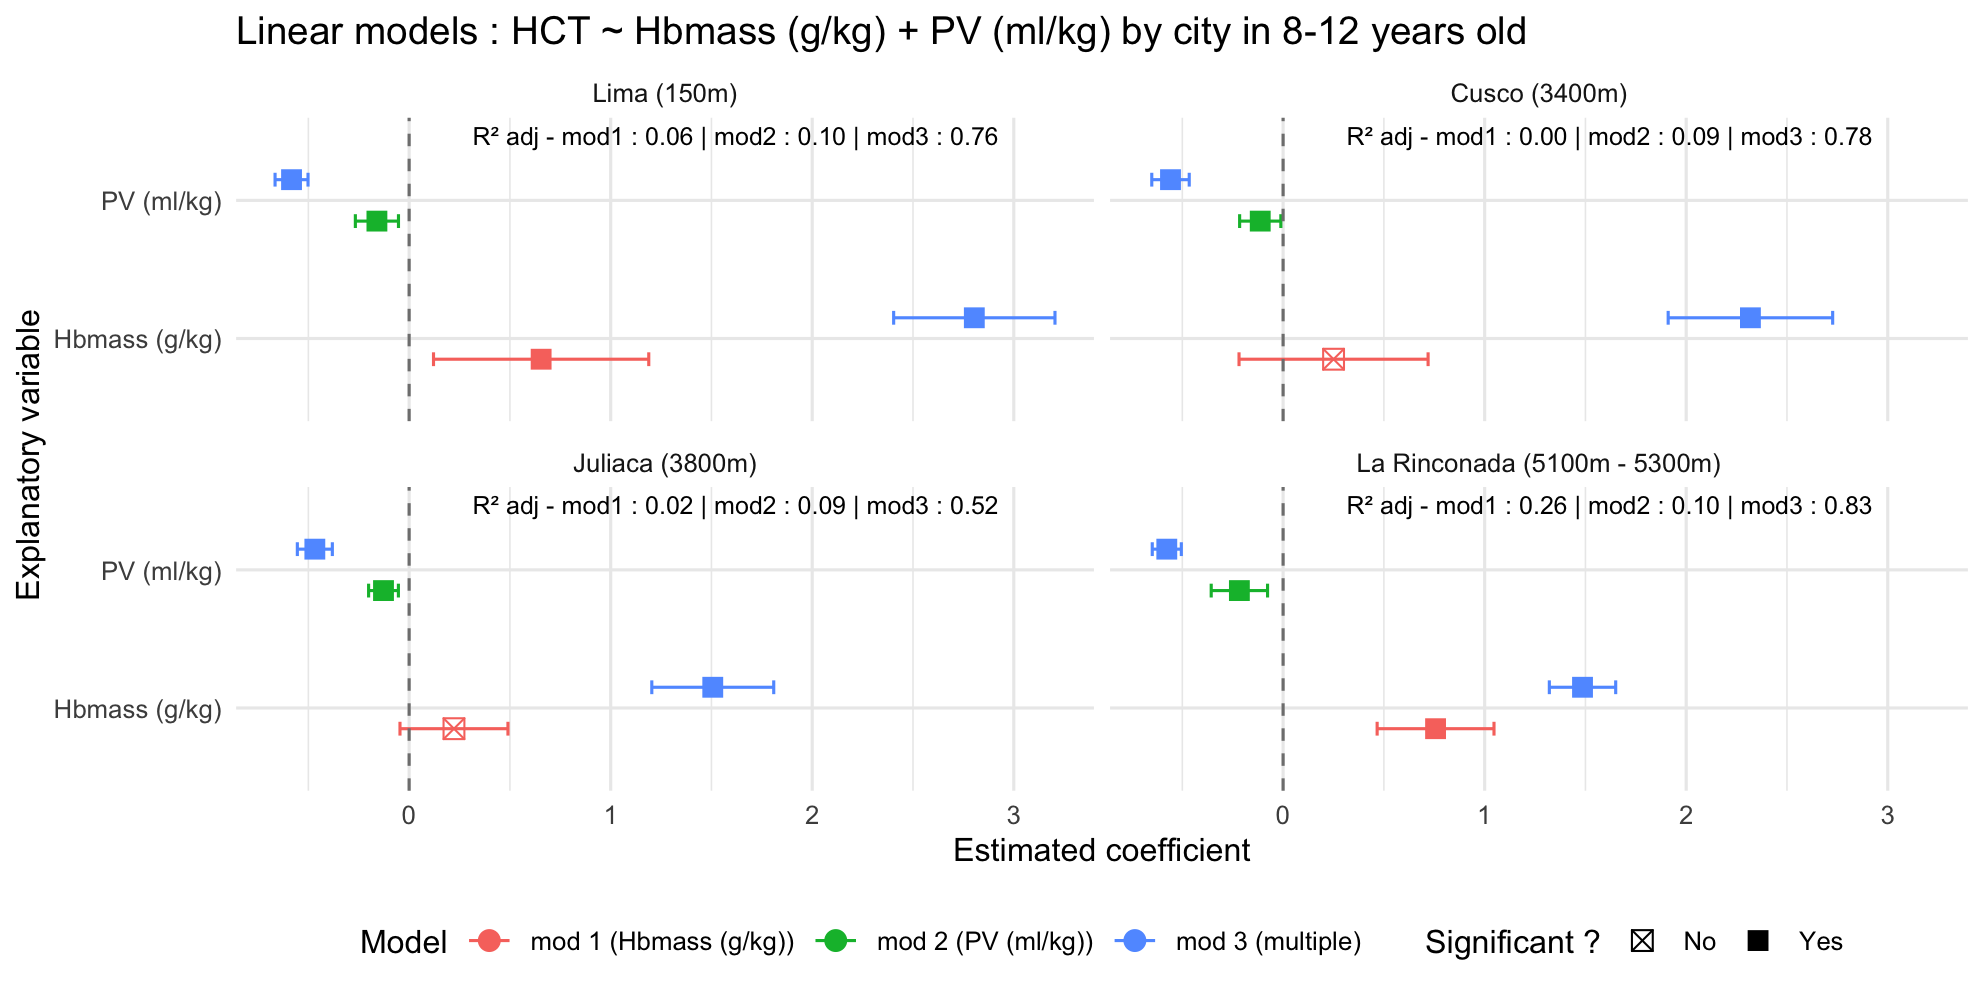 Linear models : HCT ~ Hbmass (g/kg) + PV (ml/kg) by city in 8-12 years old
Lima (150m)
Cusco (3400m)
R² adj - mod1 : 0.06 | mod2 : 0.10 | mod3 : 0.76
R² adj - mod1 : 0.00 | mod2 : 0.09 | mod3 : 0.78
PV (ml/kg)
Hbmass (g/kg)
Explanatory variable
Juliaca (3800m)
La Rinconada (5100m - 5300m)
R² adj - mod1 : 0.02 | mod2 : 0.09 | mod3 : 0.52
R² adj - mod1 : 0.26 | mod2 : 0.10 | mod3 : 0.83
PV (ml/kg)
Hbmass (g/kg)
0 1 2 3
0 1 2 3
Estimated coefficient
Model mod 1 (Hbmass (g/kg)) mod 2 (PV (ml/kg)) mod 3 (multiple) Significant ? No Yes